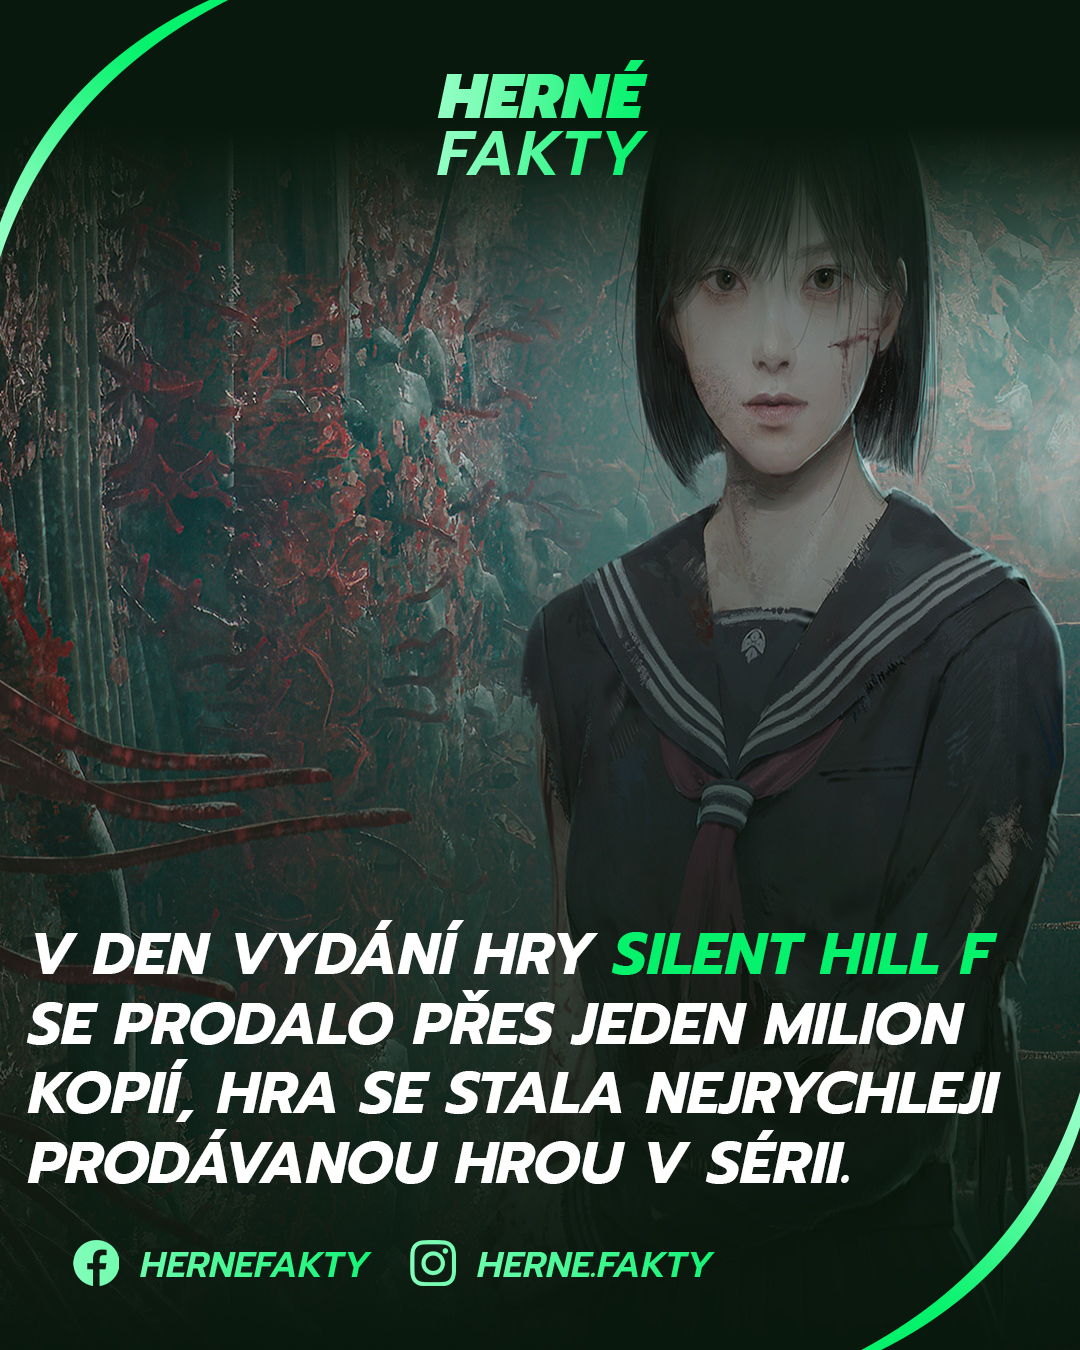 HERNÉ
FAKTY
V DEN VYDÁNÍ HRY SILENT HILL F
SE PRODALO PŘES JEDEN MILION
KOPIÍ, HRA SE STALA NEJRYCHLEJI
PRODÁVANOU HROU V SÉRII.
HERNEFAKTY HERNE.FAKTY